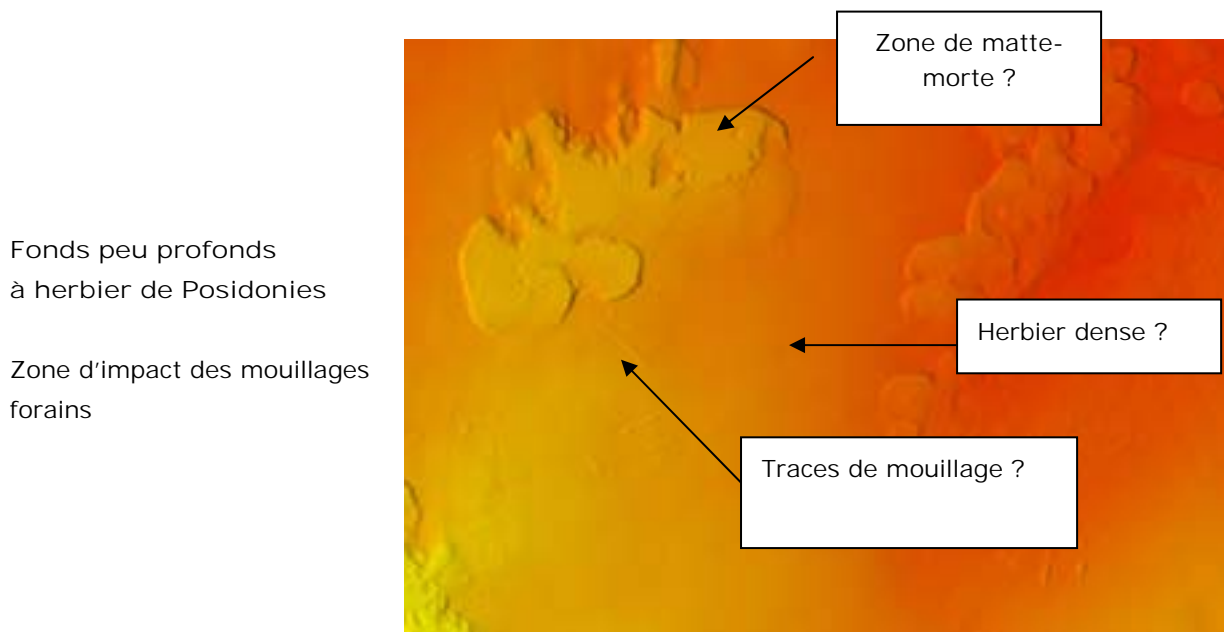 Zone de matte-
morte ?
Fonds peu profonds
à herbier de Posidonies
Zone d'impact des mouillages
forains
Herbier dense ?
Traces de mouillage ?